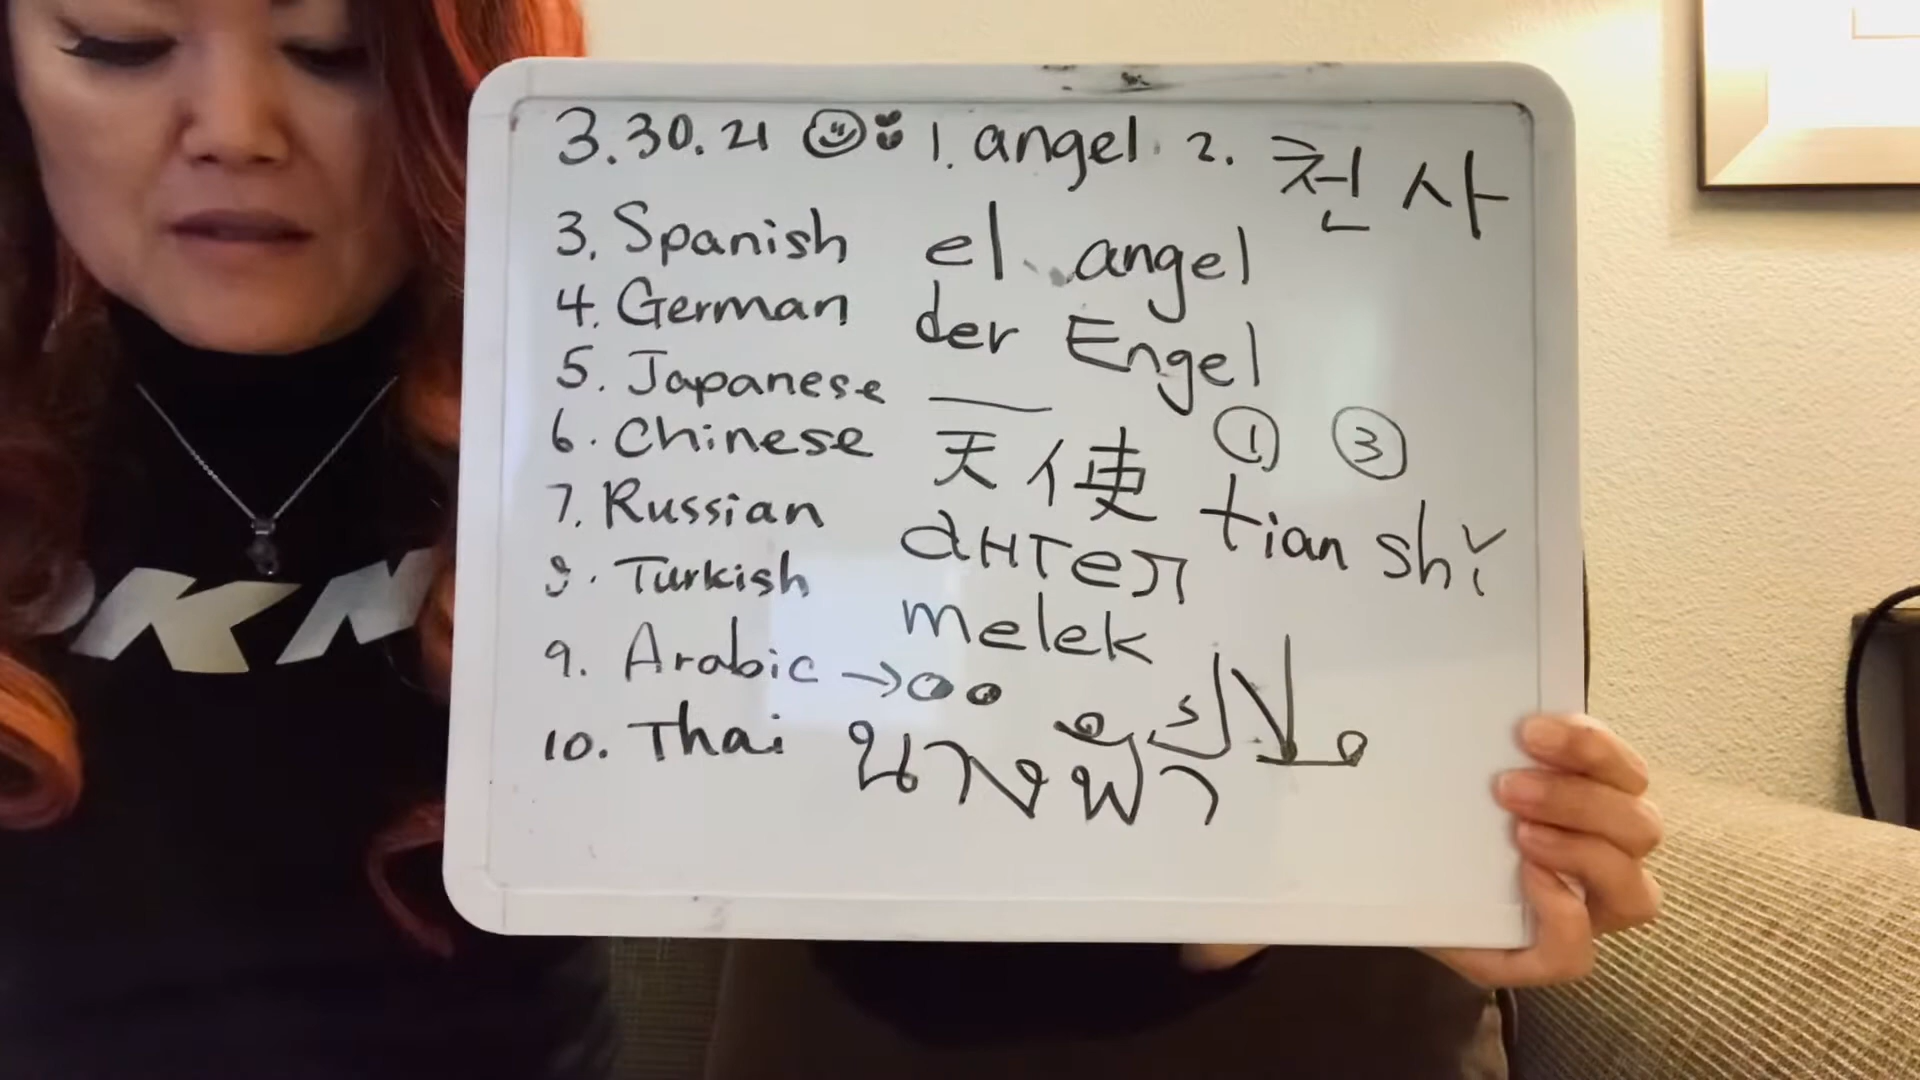 3.30.21 1. angel 2. 천사
3. Spanish el angel
4. German der Engel
5. Japanese
6. Chinese 天使 ① ③
tian shǐ
7. Russian ангел
8. Turkish melek
9. Arabic →
10. Thai นางฟ้า
DKN